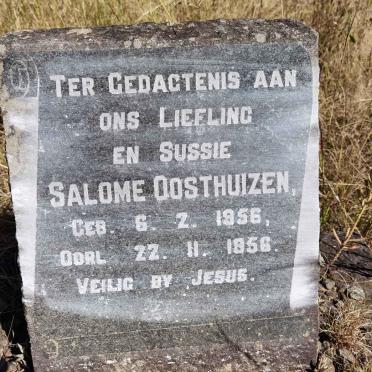 TER GEDAGTENIS AAN
ONS LIEFLING
EN SUSSIE
SALOME OOSTHUIZEN,
GEB. 6. 2. 1956,
OORL 22. 11. 1956.
VEILIG BY JESUS.